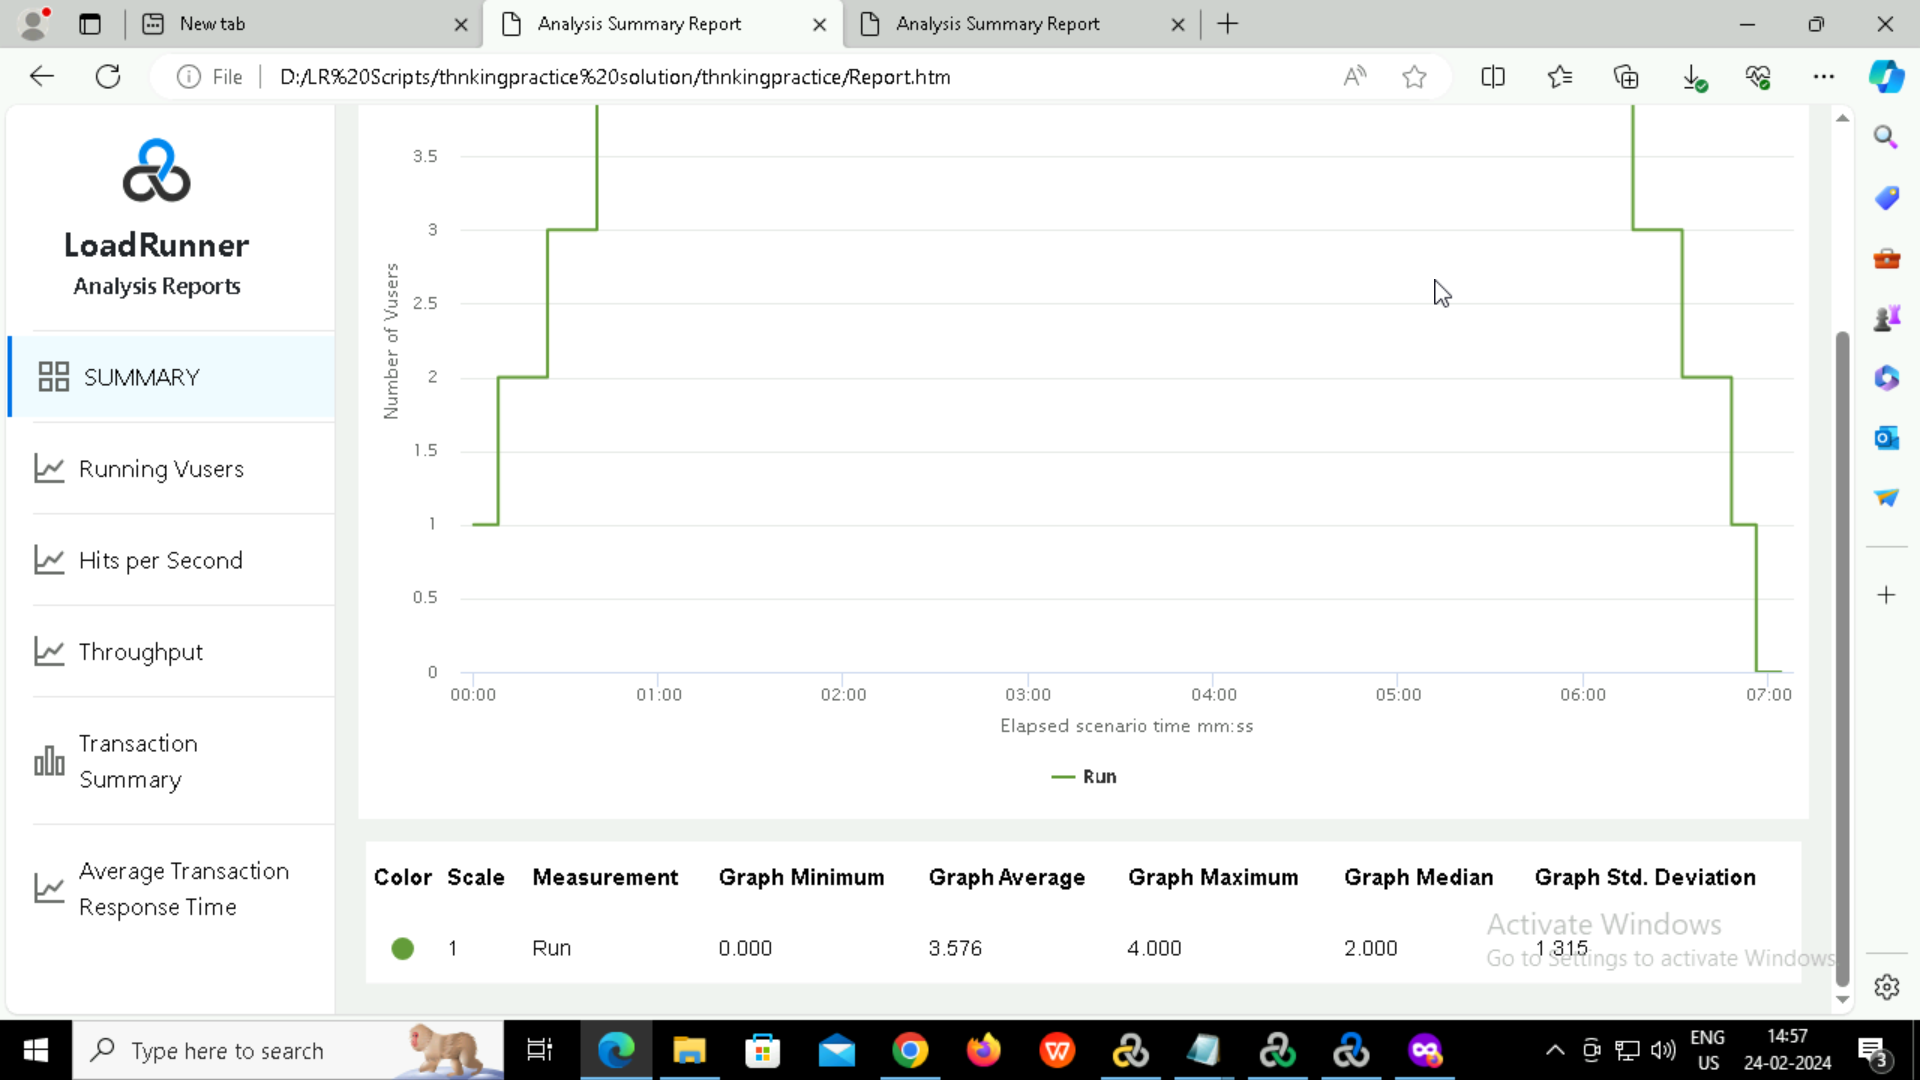 New tab
Analysis Summary Report
Analysis Summary Report
File
D:/LR%20Scripts/thnkingpractice%20solution/thnkingpractice/Report.htm
LoadRunner
Analysis Reports
SUMMARY
Running Vusers
Hits per Second
Throughput
Transaction
Summary
Average Transaction
Response Time
Number of Vusers
3.5
3
2.5
2
1.5
1
0.5
0
00:00 01:00 02:00 03:00 04:00 05:00 06:00 07:00
Elapsed scenario time mm:ss
Run
Color Scale Measurement Graph Minimum Graph Average Graph Maximum Graph Median Graph Std. Deviation
1 Run 0.000 3.576 4.000 2.000 1.315
Activate Windows
Go to Settings to activate Windows
Type here to search
ENG
US
14:57
24-02-2024
3